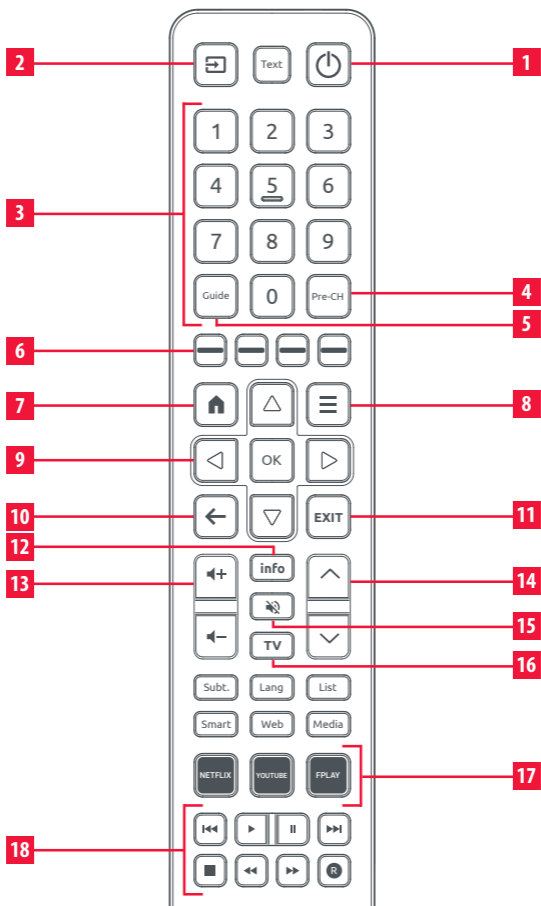 2 Text 1
1 2 3
4 5 6
3
7 8 9
Guide 0 Pre-CH 4
5
6
7 8
9 OK
10 EXIT 11
12 info
13 + 14
15
- TV 16
Subt. Lang List
Smart Web Media
NETFLIX YOUTUBE FPLAY 17
18
R